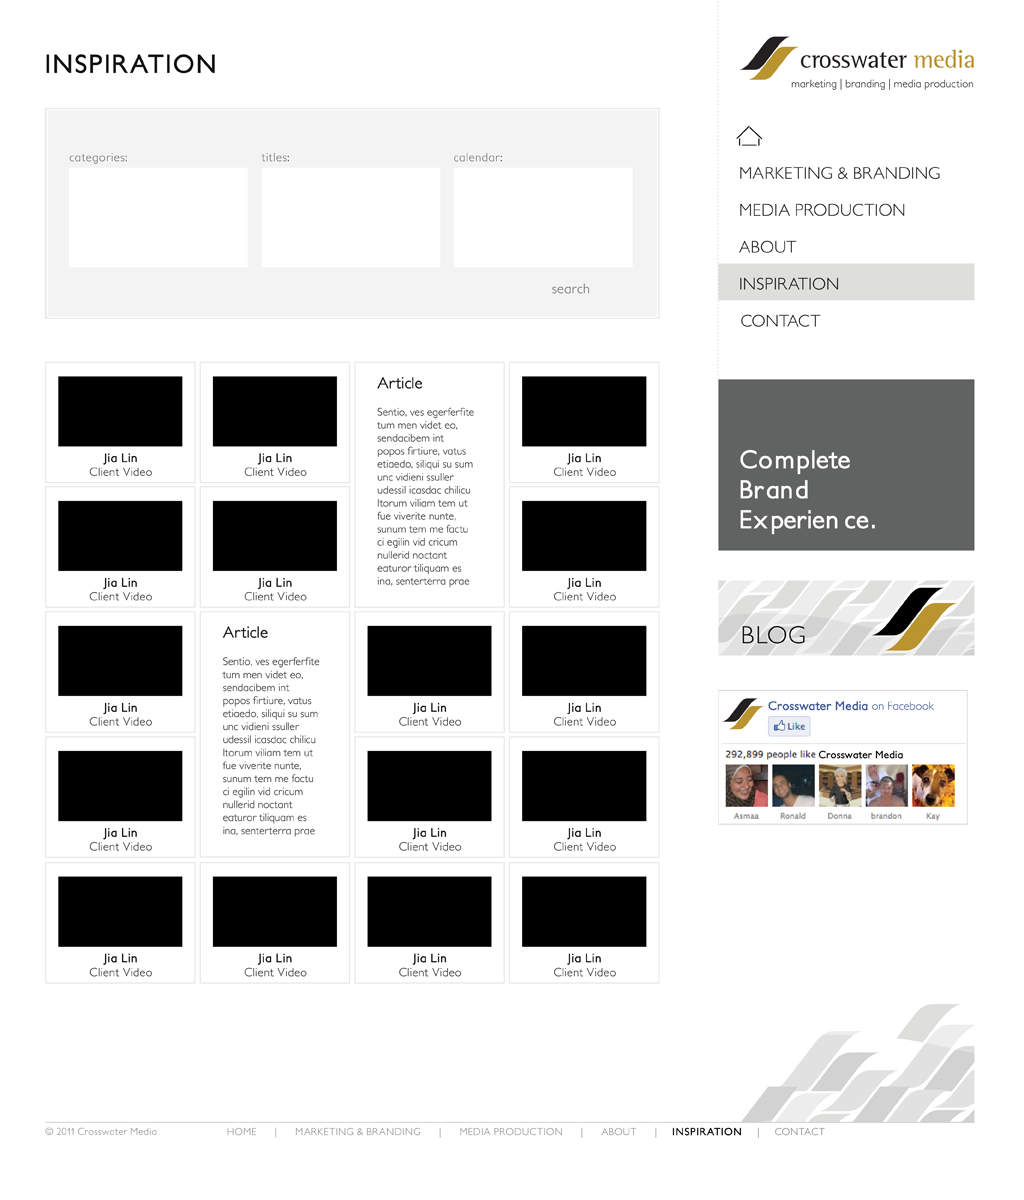 INSPIRATION
crosswater media
marketing | branding | media production
categories:
titles:
calendar:
search
MARKETING & BRANDING
MEDIA PRODUCTION
ABOUT
INSPIRATION
CONTACT
Jia Lin
Client Video
Jia Lin
Client Video
Article
Sentio, ves egerferfite
tum men videt eo,
sendacibem int
popos firtiure, vatus
etiaedo, siliqui su sum
unc vidieni ssuller
udessil icasdac chilicu
Itorum viliam tem ut
fue viverite nunte,
sunum tem me factu
ci egilin vid cricum
nullerid noctant
eaturor tiliquam es
ina, senterterra prae
Jia Lin
Client Video
Jia Lin
Client Video
Jia Lin
Client Video
Jia Lin
Client Video
Jia Lin
Client Video
Article
Sentio, ves egerferfite
tum men videt eo,
sendacibem int
popos firtiure, vatus
etiaedo, siliqui su sum
unc vidieni ssuller
udessil icasdac chilicu
Itorum viliam tem ut
fue viverite nunte,
sunum tem me factu
ci egilin vid cricum
nullerid noctant
eaturor tiliquam es
ina, senterterra prae
Jia Lin
Client Video
Jia Lin
Client Video
Jia Lin
Client Video
Jia Lin
Client Video
Jia Lin
Client Video
Jia Lin
Client Video
Jia Lin
Client Video
Jia Lin
Client Video
Jia Lin
Client Video
Complete
Brand
Experien ce.
BLOG
Crosswater Media on Facebook
Like
292,899 people like Crosswater Media
Asmaa Ronald Donna brandon Kay
© 2011 Crosswater Media HOME | MARKETING & BRANDING | MEDIA PRODUCTION | ABOUT | INSPIRATION | CONTACT